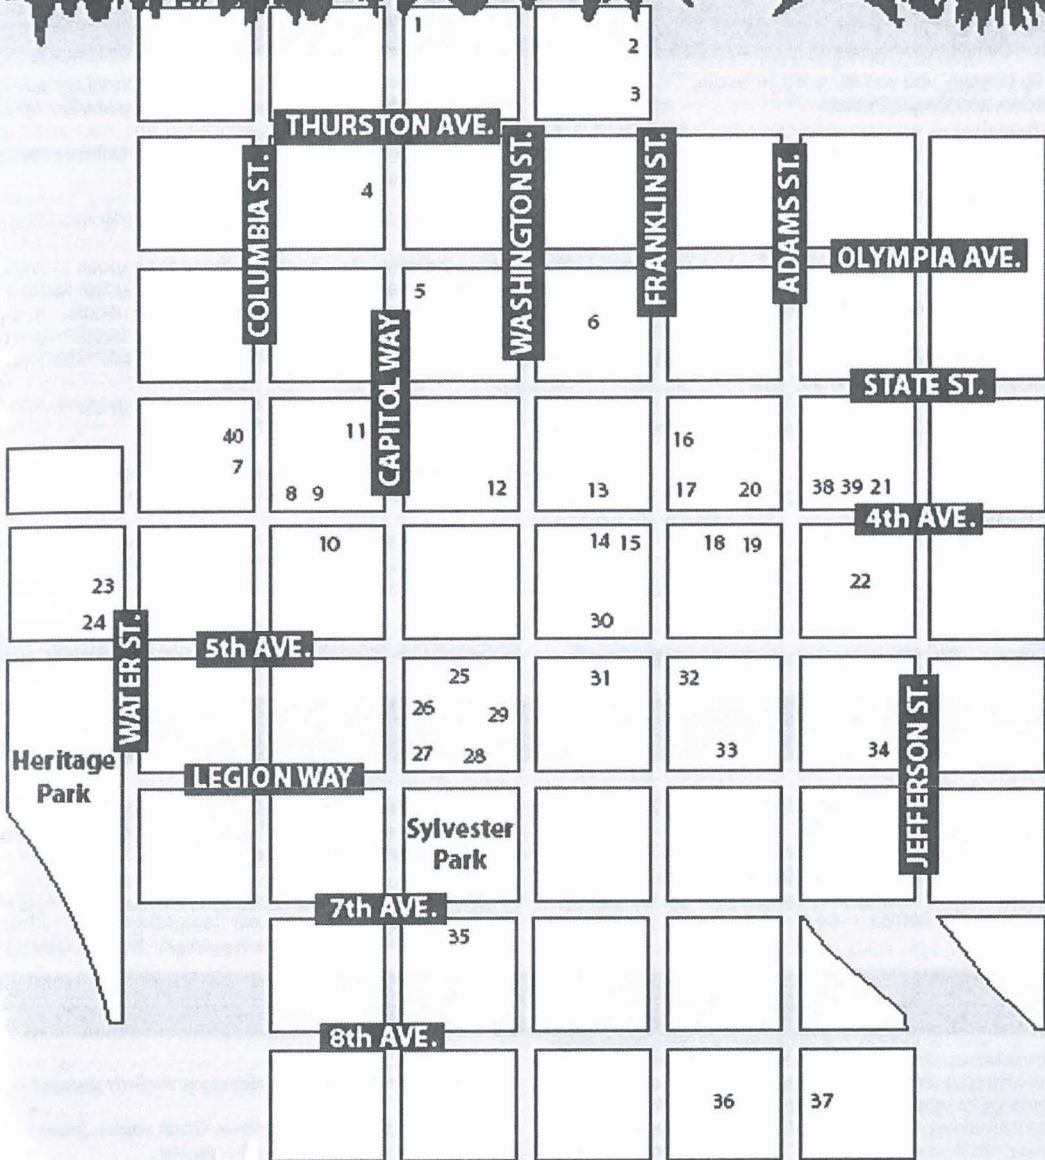 1
2
3
THURSTON AVE.
COLUMBIA ST.
4
WASHINGTON ST.
FRANKLIN ST.
ADAMS ST.
OLYMPIA AVE.
5
6
CAPITOL WAY
STATE ST.
40
11
16
7
8 9
12
13
17
20
38 39 21
4th AVE.
10
14 15
18 19
23
22
24
30
WATER ST.
5th AVE.
25
31
32
JEFFERSON ST.
26
29
27
28
33
34
Heritage
Park
LEGION WAY
Sylvester
Park
7th AVE.
35
8th AVE.
36
37